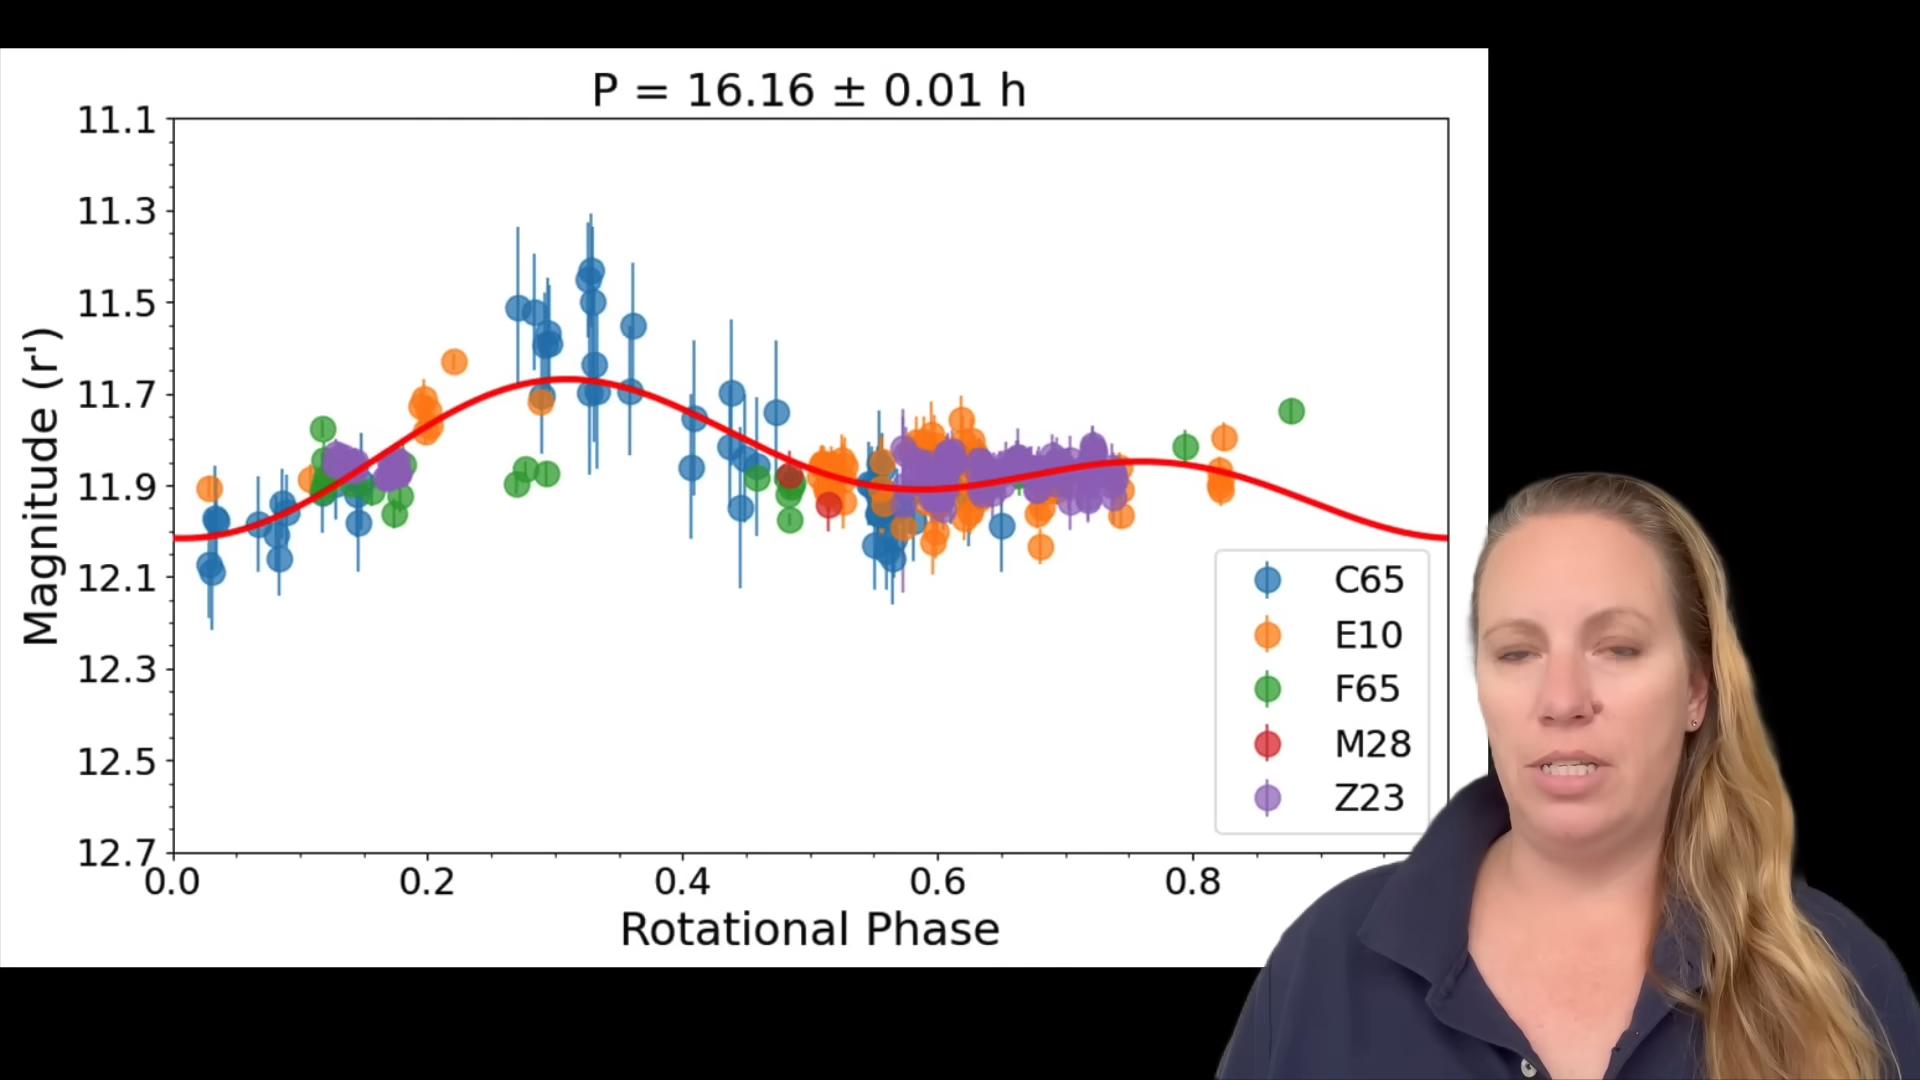 P = 16.16 ± 0.01 h
11.1
11.3
11.5
11.7
11.9
12.1
12.3
12.5
12.7
Magnitude (r')
C65
E10
F65
M28
Z23
0.0 0.2 0.4 0.6 0.8
Rotational Phase